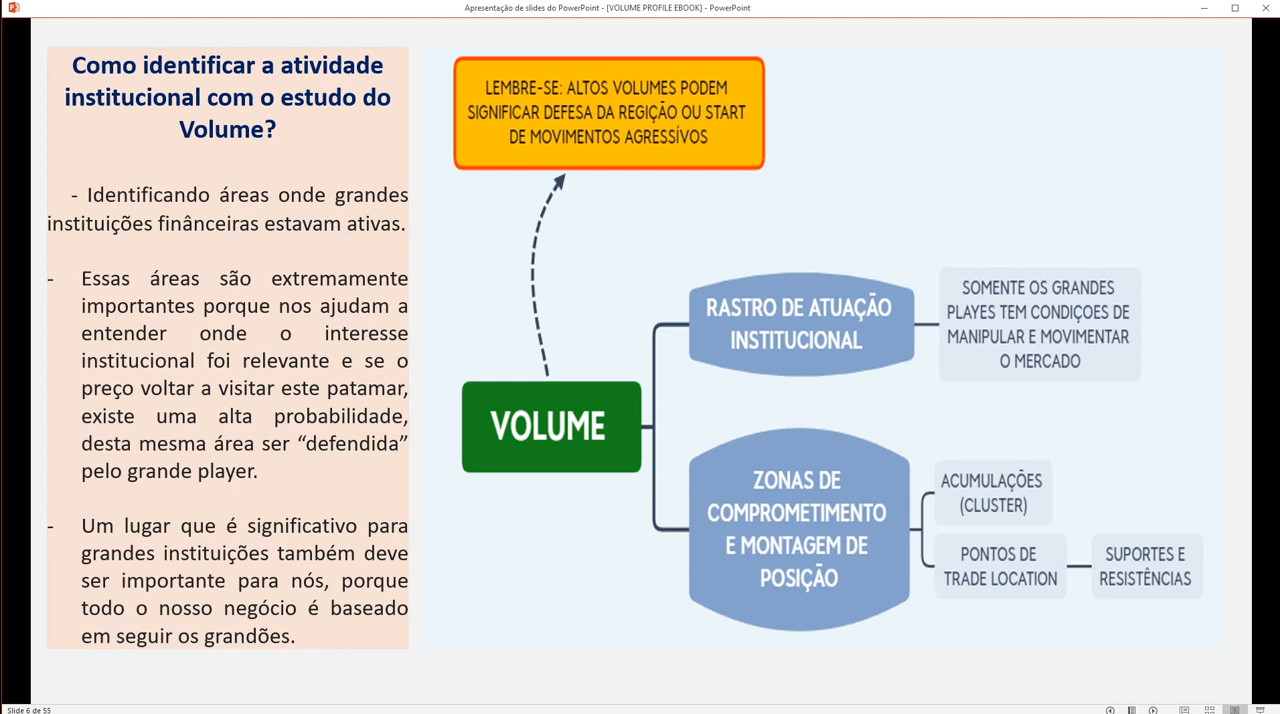 Apresentação de slides do PowerPoint - [VOLUME PROFILE EBOOK] - PowerPoint
Como identificar a atividade
institucional com o estudo do
Volume?
- Identificando áreas onde grandes
instituições finânceiras estavam ativas.
- Essas áreas são extremamente
importantes porque nos ajudam a
entender onde o interesse
institucional foi relevante e se o
preço voltar a visitar este patamar,
existe uma alta probabilidade,
desta mesma área ser “defendida”
pelo grande player.
- Um lugar que é significativo para
grandes instituições também deve
ser importante para nós, porque
todo o nosso negócio é baseado
em seguir os grandões.
LEMBRE-SE: ALTOS VOLUMES PODEM
SIGNIFICAR DEFESA DA REGIÇÃO OU START
DE MOVIMENTOS AGRESSÍVOS
VOLUME
RASTRO DE ATUAÇÃO
INSTITUCIONAL
SOMENTE OS GRANDES
PLAYES TEM CONDIÇOES DE
MANIPULAR E MOVIMENTAR
O MERCADO
ZONAS DE
COMPROMETIMENTO
E MONTAGEM DE
POSIÇÃO
ACUMULAÇÕES
(CLUSTER)
PONTOS DE
TRADE LOCATION
SUPORTES E
RESISTÊNCIAS
Slide 6 de 55